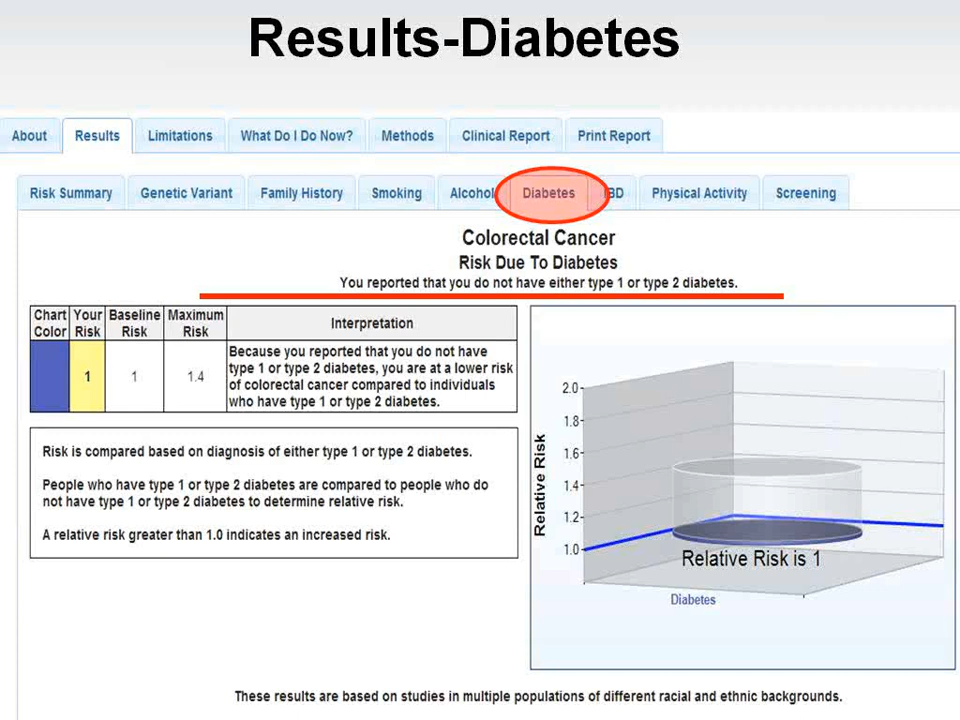 Results-Diabetes
About Results Limitations What Do I Do Now? Methods Clinical Report Print Report
Risk Summary Genetic Variant Family History Smoking Alcohol Diabetes BD Physical Activity Screening
Colorectal Cancer
Risk Due To Diabetes
You reported that you do not have either type 1 or type 2 diabetes.
Chart Your Baseline Maximum Interpretation
Color Risk Risk Risk
1 1 1.4
Because you reported that you do not have
type 1 or type 2 diabetes, you are at a lower risk
of colorectal cancer compared to individuals
who have type 1 or type 2 diabetes.
Risk is compared based on diagnosis of either type 1 or type 2 diabetes.
People who have type 1 or type 2 diabetes are compared to people who do
not have type 1 or type 2 diabetes to determine relative risk.
A relative risk greater than 1.0 indicates an increased risk.
Relative Risk
2.0
1.8
1.6
1.4
1.2
1.0
Relative Risk is 1
Diabetes
These results are based on studies in multiple populations of different racial and ethnic backgrounds.